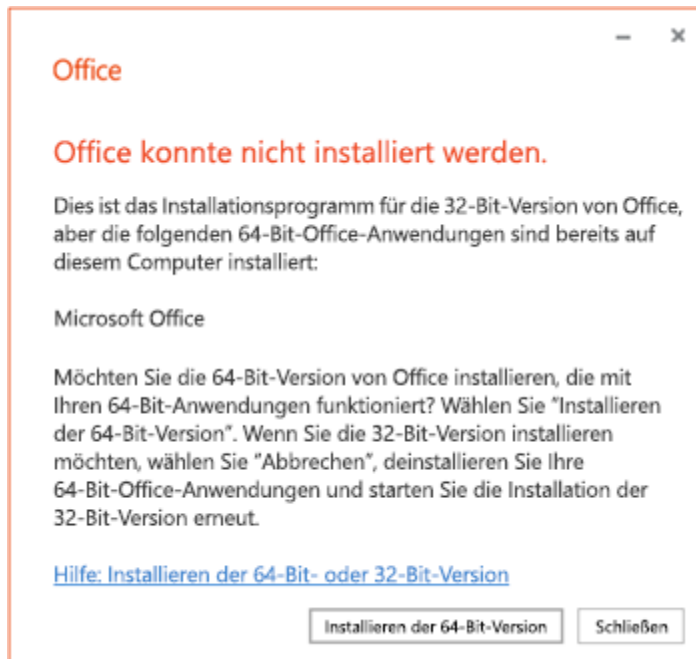 Office
Office konnte nicht installiert werden.
Dies ist das Installationsprogramm für die 32-Bit-Version von Office,
aber die folgenden 64-Bit-Office-Anwendungen sind bereits auf
diesem Computer installiert:
Microsoft Office
Möchten Sie die 64-Bit-Version von Office installieren, die mit
Ihren 64-Bit-Anwendungen funktioniert? Wählen Sie "Installieren
der 64-Bit-Version". Wenn Sie die 32-Bit-Version installieren
möchten, wählen Sie "Abbrechen", deinstallieren Sie Ihre
64-Bit-Office-Anwendungen und starten Sie die Installation der
32-Bit-Version erneut.
Hilfe: Installieren der 64-Bit- oder 32-Bit-Version
Installieren der 64-Bit-Version Schließen